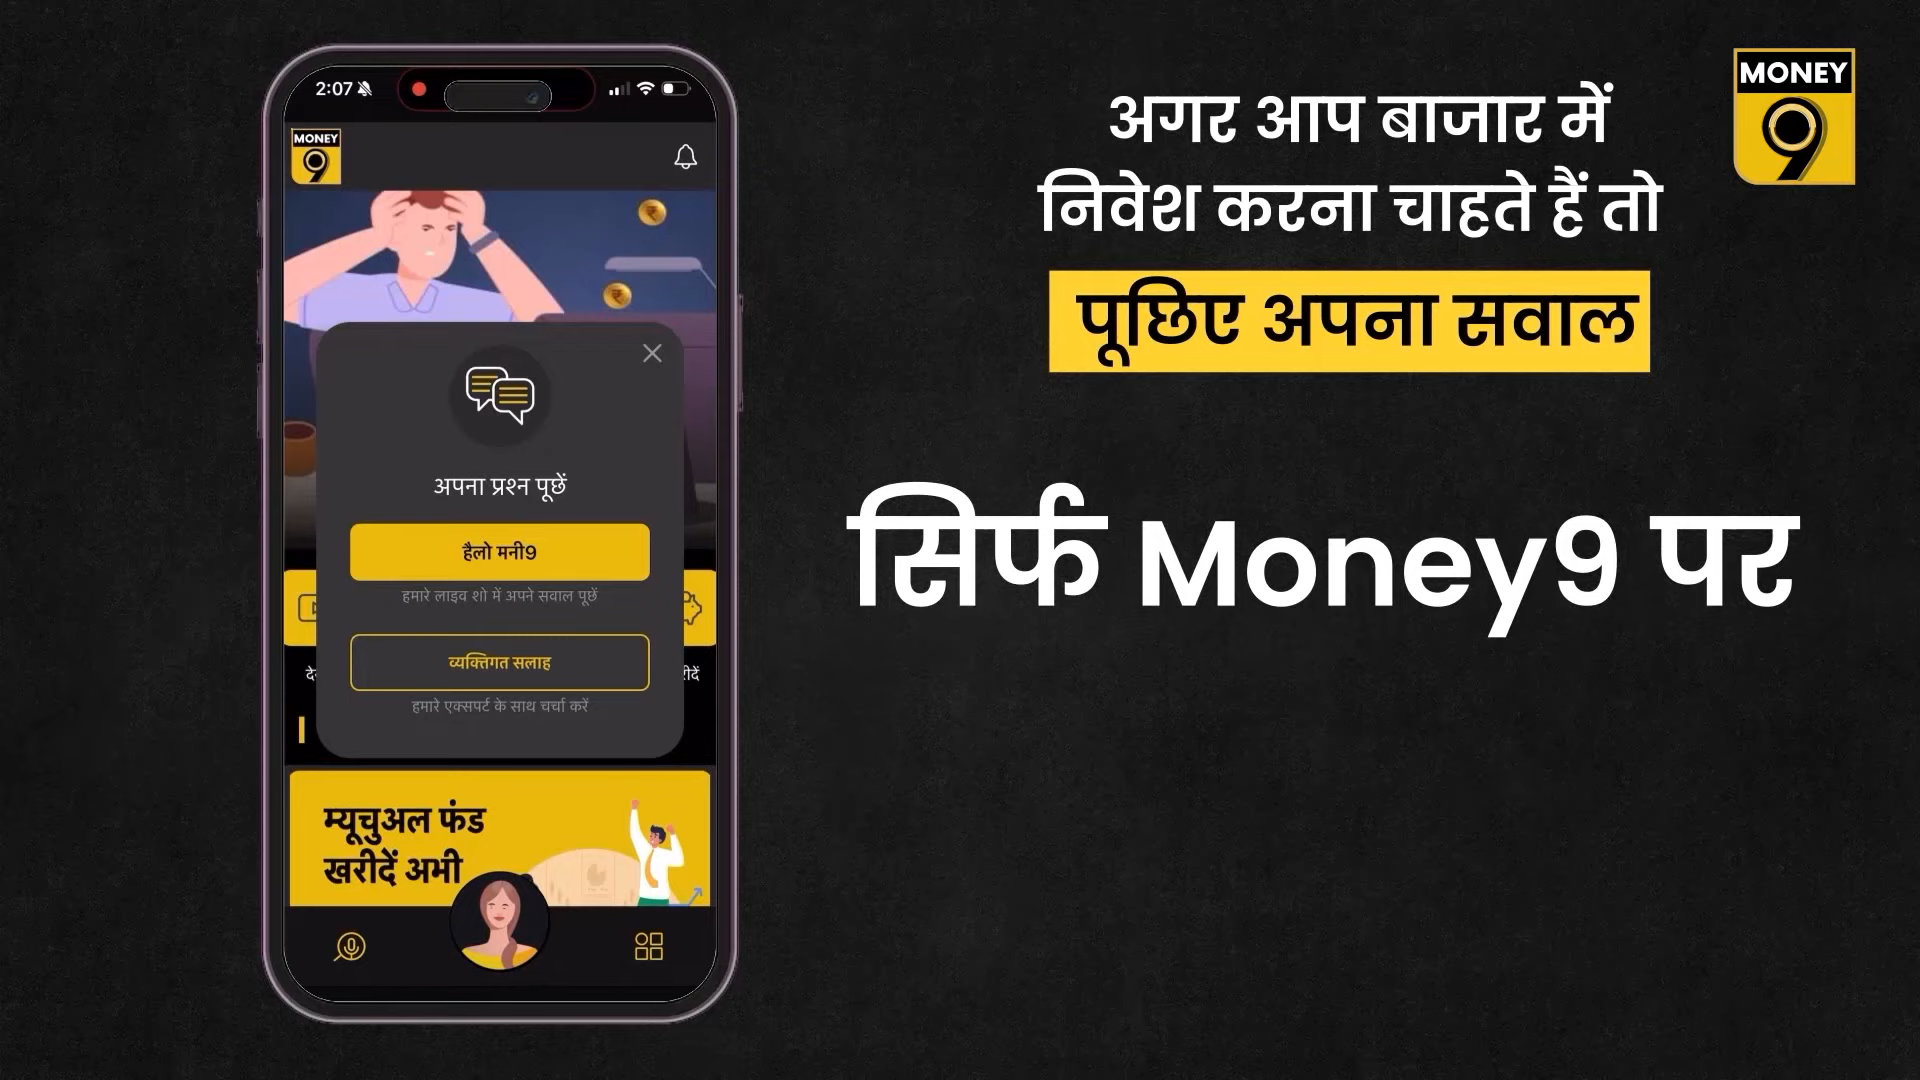 2:07
MONEY
9
अपना प्रश्न पूछें
हैलो मनी9
हमारे लाइव शो में अपने सवाल पूछें
व्यक्तिगत सलाह
हमारे एक्सपर्ट के साथ चर्चा करें
म्यूचुअल फंड
खरीदें अभी
अगर आप बाजार में
निवेश करना चाहते हैं तो
पूछिए अपना सवाल
सिर्फ Money9 पर
MONEY
9